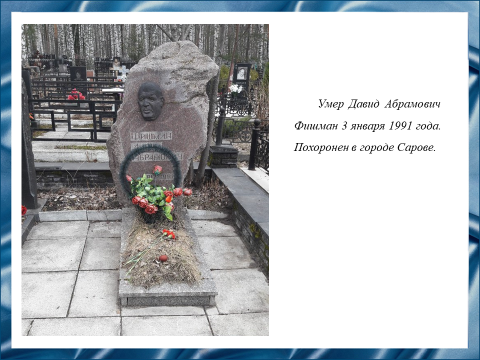 Умер Давид Абрамович
Фишман 3 января 1991 года.
Похоронен в городе Сарове.